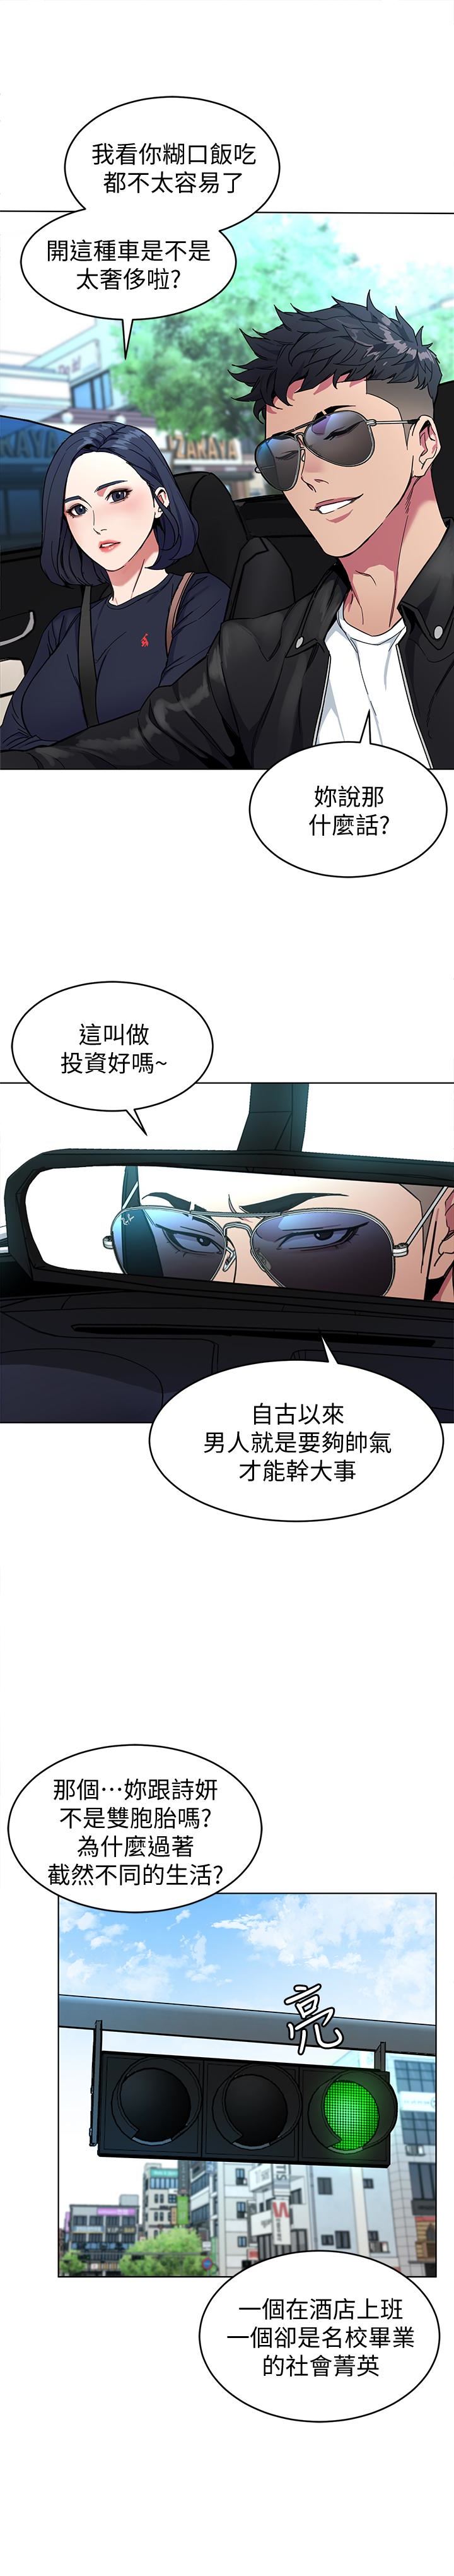 我看你糊口飯吃
都不太容易了
開這種車是不是
太奢侈啦?
ZAKAYA
IZAKAYA
妳說那
什麼話?
這叫做
投資好嗎~
自古以來
男人就是要夠帥氣
才能幹大事
那個…妳跟詩妍
不是雙胞胎嗎?
為什麼過著
截然不同的生活?
亮
一個在酒店上班
一個卻是名校畢業
的社會菁英